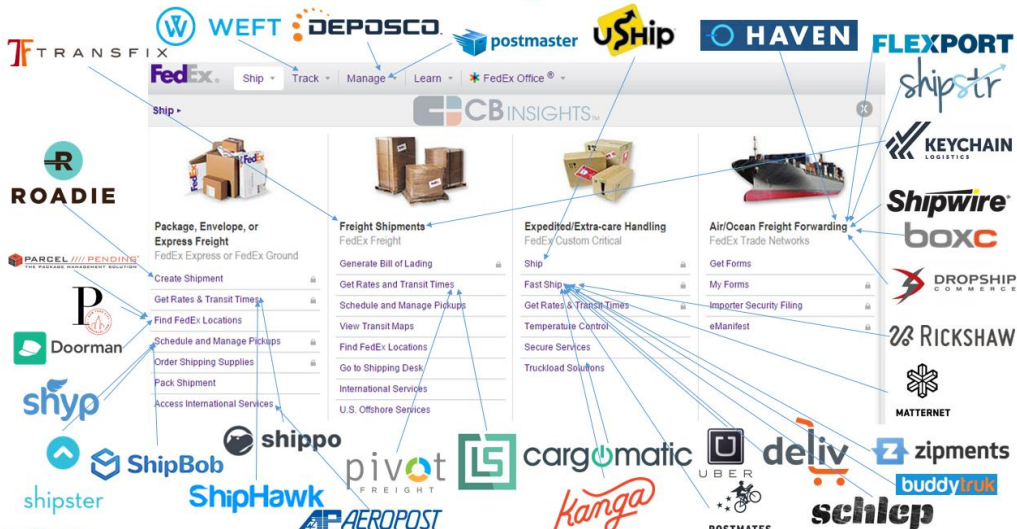 TRANSFIX
WEFT
DEPOSCO.
postmaster
uShip
HAVEN
FLEXPORT
shipstr
FedEx®
Ship
Track
Manage
Learn
FedEx Office ®
Ship
CB INSIGHTS
KEYCHAIN
LOGISTICS
R
ROADIE
Package, Envelope, or
Express Freight
FedEx Express or FedEx Ground
Create Shipment
Get Rates & Transit Times
Find FedEx Locations
Schedule and Manage Pickups
Order Shipping Supplies
Pack Shipment
Access International Services
Freight Shipments
FedEx Freight
Generate Bill of Lading
Get Rates and Transit Times
Schedule and Manage Pickups
View Transit Maps
Find FedEx Locations
Go to Shipping Desk
International Services
U.S. Offshore Services
Expedited/Extra-care Handling
FedEx Custom Critical
Ship
Fast Ship
Get Rates & Transit Times
Temperature Control
Secure Services
Truckload Solutions
Air/Ocean Freight Forwarding
FedEx Trade Networks
Get Forms
My Forms
Importer Security Filing
eManifest
Shipwire
boxc
DROPSHIP
COMMERCE
RICKSHAW
MATTERNET
PARCEL //// PENDING
THE PACKAGE MANAGEMENT SOLUTION
P
Doorman
shyp
shipster
ShipBob
shippo
ShipHawk
AEROPOST
pivot
FREIGHT
LS
cargomatic
Kanga
U
UBER
POSTMATES
deliv
schlep
zipments
buddytruk